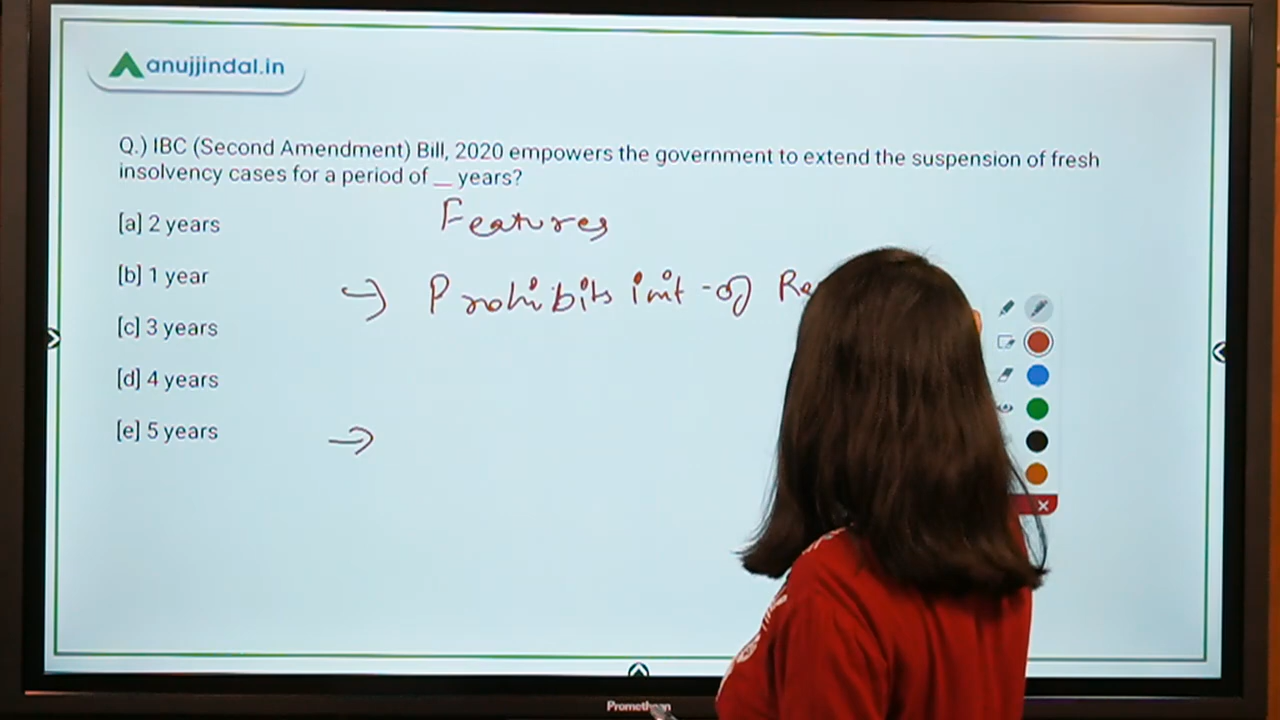 anujjindal.in
Q.) IBC (Second Amendment) Bill, 2020 empowers the government to extend the suspension of fresh
insolvency cases for a period of __ years?
[a] 2 years
Features
[b] 1 year
→ Prohibits init of
[c] 3 years
[d] 4 years
[e] 5 years
→
Promethean